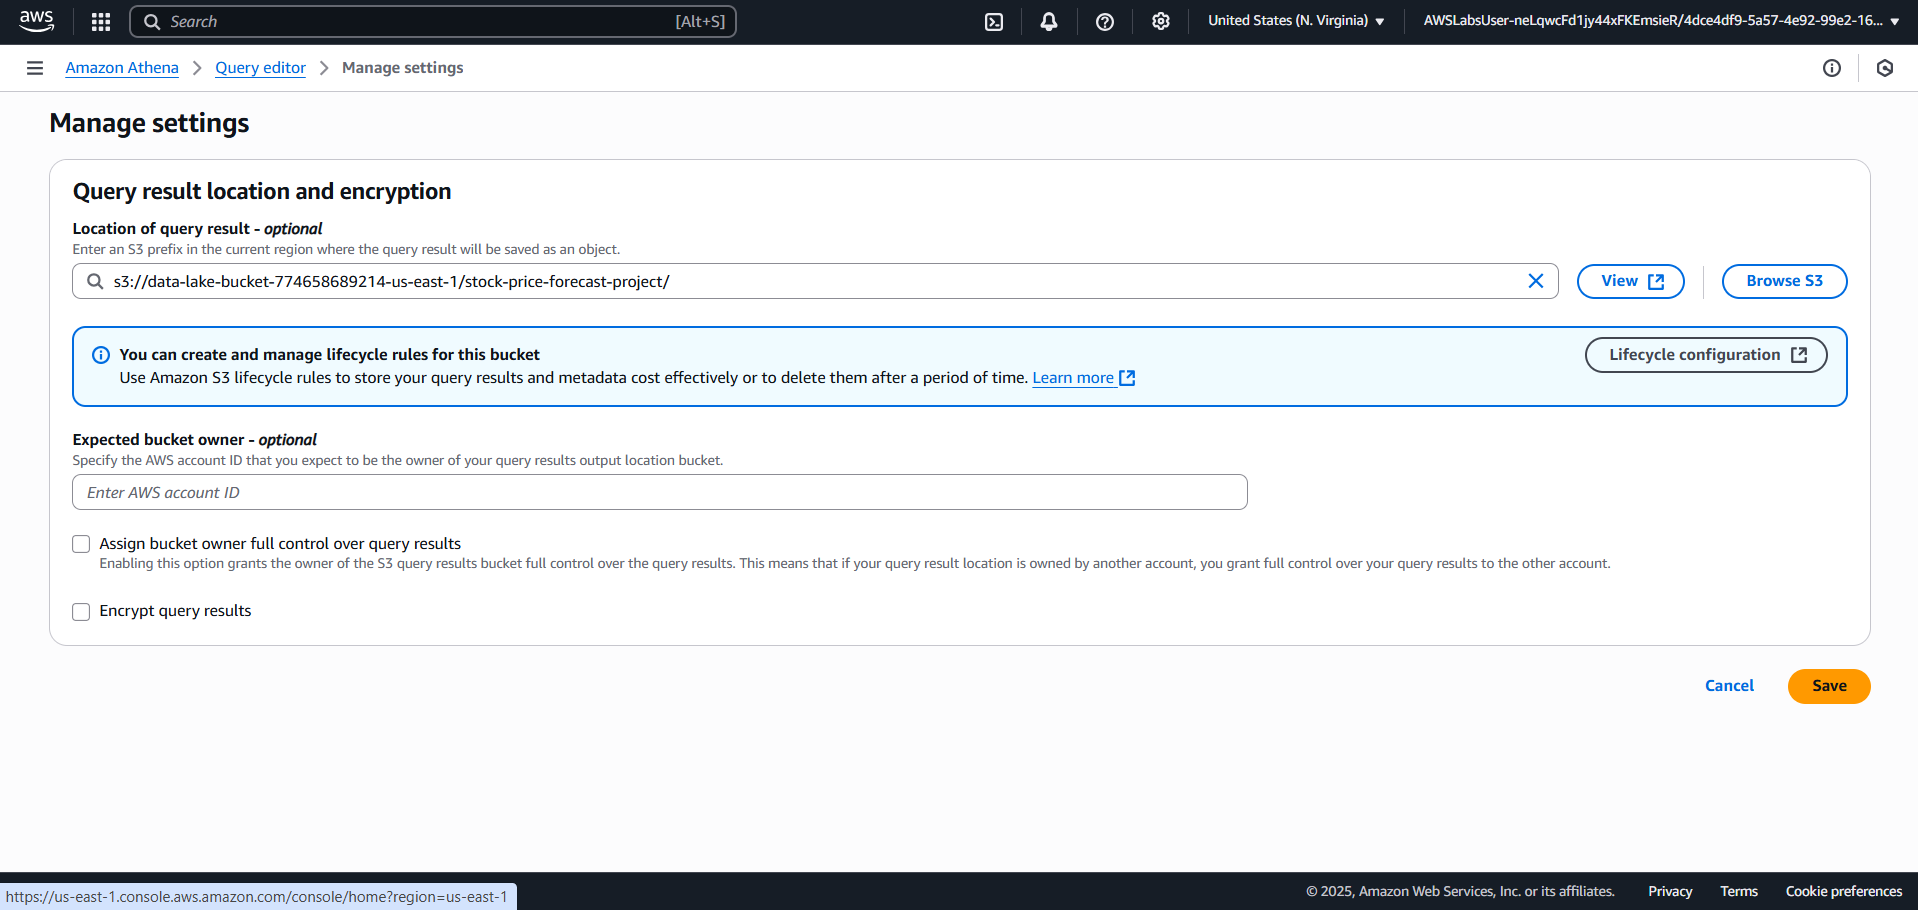 aws
Search [Alt+S]
United States (N. Virginia)
AWSLabsUser-neLqwcFd1jy44xFKEmsieR/4dce4df9-5a57-4e92-99e2-16...
Amazon Athena
Query editor
Manage settings
Manage settings
Query result location and encryption
Location of query result - optional
Enter an S3 prefix in the current region where the query result will be saved as an object.
s3://data-lake-bucket-774658689214-us-east-1/stock-price-forecast-project/
View
Browse S3
You can create and manage lifecycle rules for this bucket
Use Amazon S3 lifecycle rules to store your query results and metadata cost effectively or to delete them after a period of time. Learn more
Lifecycle configuration
Expected bucket owner - optional
Specify the AWS account ID that you expect to be the owner of your query results output location bucket.
Enter AWS account ID
Assign bucket owner full control over query results
Enabling this option grants the owner of the S3 query results bucket full control over the query results. This means that if your query result location is owned by another account, you grant full control over your query results to the other account.
Encrypt query results
Cancel
Save
https://us-east-1.console.aws.amazon.com/console/home?region=us-east-1
© 2025, Amazon Web Services, Inc. or its affiliates.
Privacy
Terms
Cookie preferences